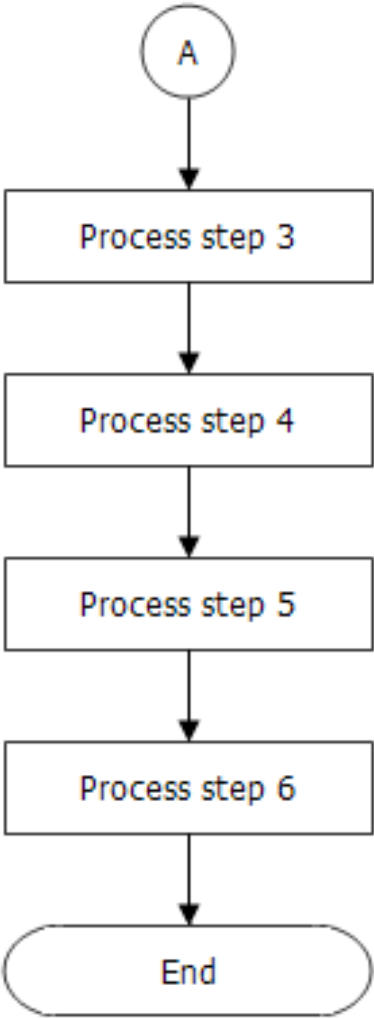 A
Process step 3
Process step 4
Process step 5
Process step 6
End